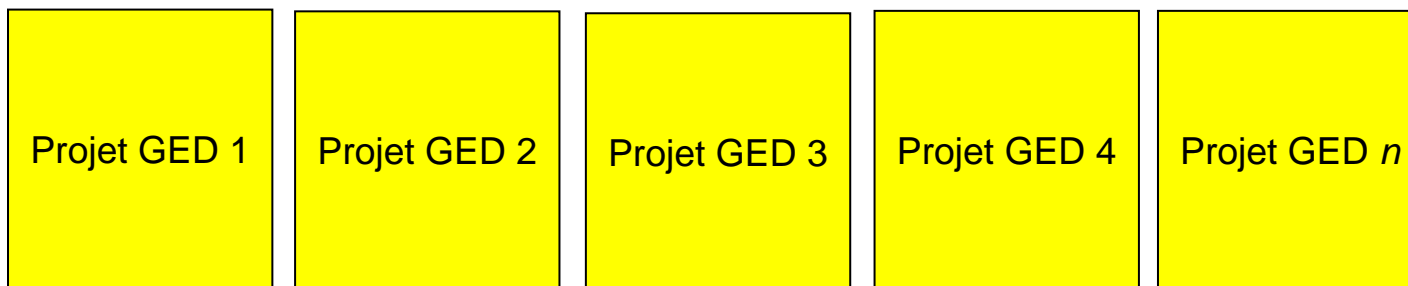 Projet GED 1
Projet GED 2
Projet GED 3
Projet GED 4
Projet GED n